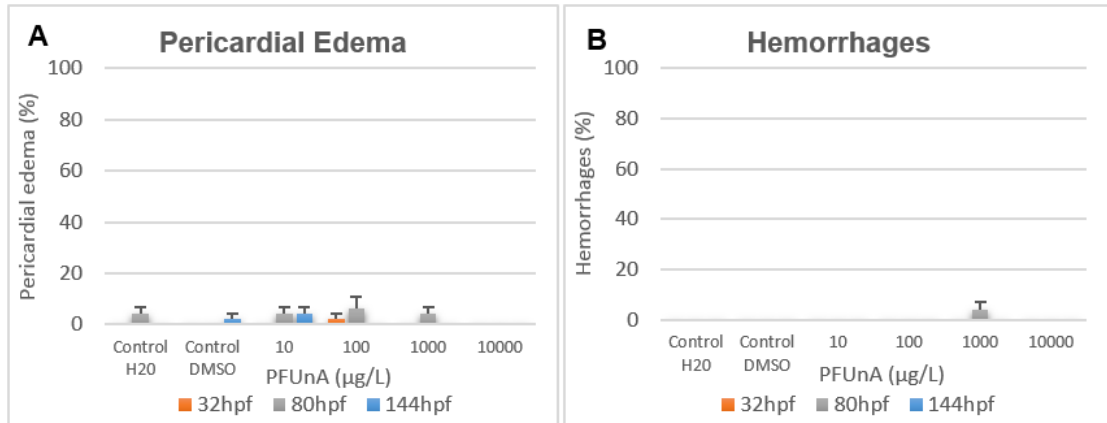 A
Pericardial Edema
Pericardial edema (%)
100
80
60
40
20
0
Control H20
Control DMSO
10
100
1000
10000
PFUnA (µg/L)
32hpf 80hpf 144hpf
B
Hemorrhages
Hemorrhages (%)
100
80
60
40
20
0
Control H20
Control DMSO
10
100
1000
10000
PFUnA (µg/L)
32hpf 80hpf 144hpf